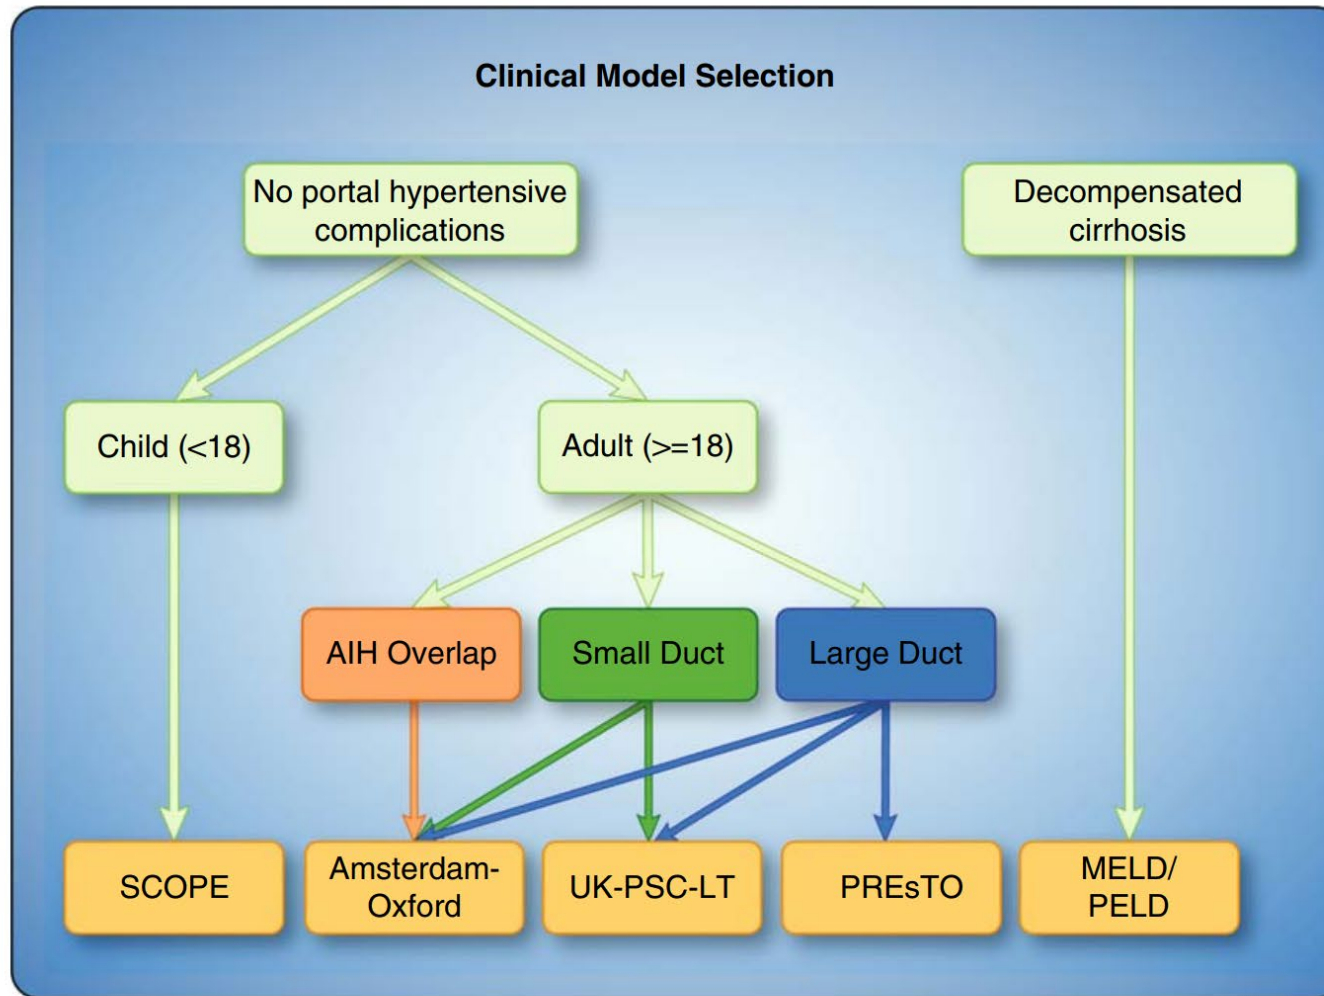 Clinical Model Selection
No portal hypertensive
complications
Decompensated
cirrhosis
Child (<18)
Adult (>=18)
AIH Overlap
Small Duct
Large Duct
SCOPE
Amsterdam-
Oxford
UK-PSC-LT
PREsTO
MELD/
PELD